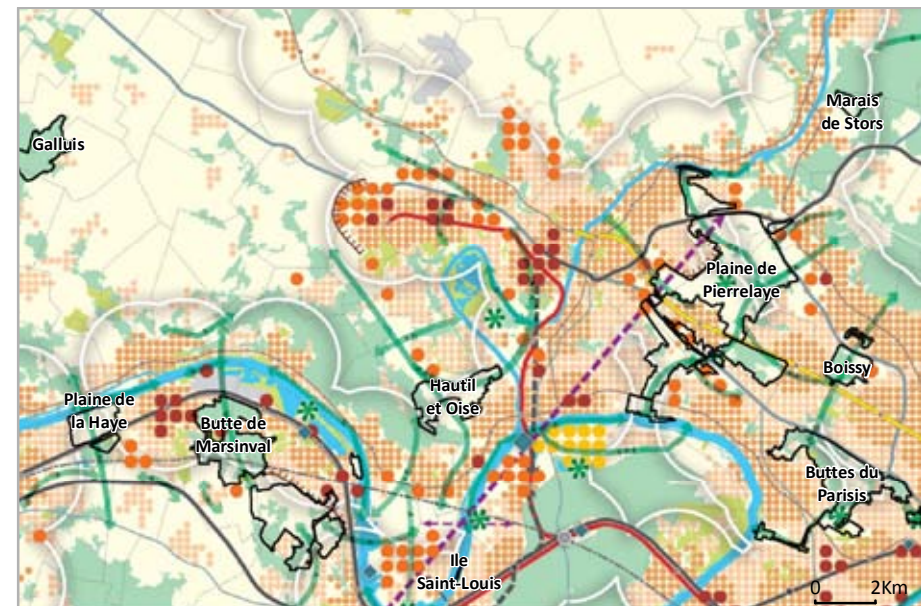 Marais
de Stors
Galluis
Plaine de
Pierrelaye
Boissy
Hautil
et Oise
Plaine de
la Haye
Butte de
Marsinval
Buttes du
Parisis
Ile
Saint-Louis
0 2Km